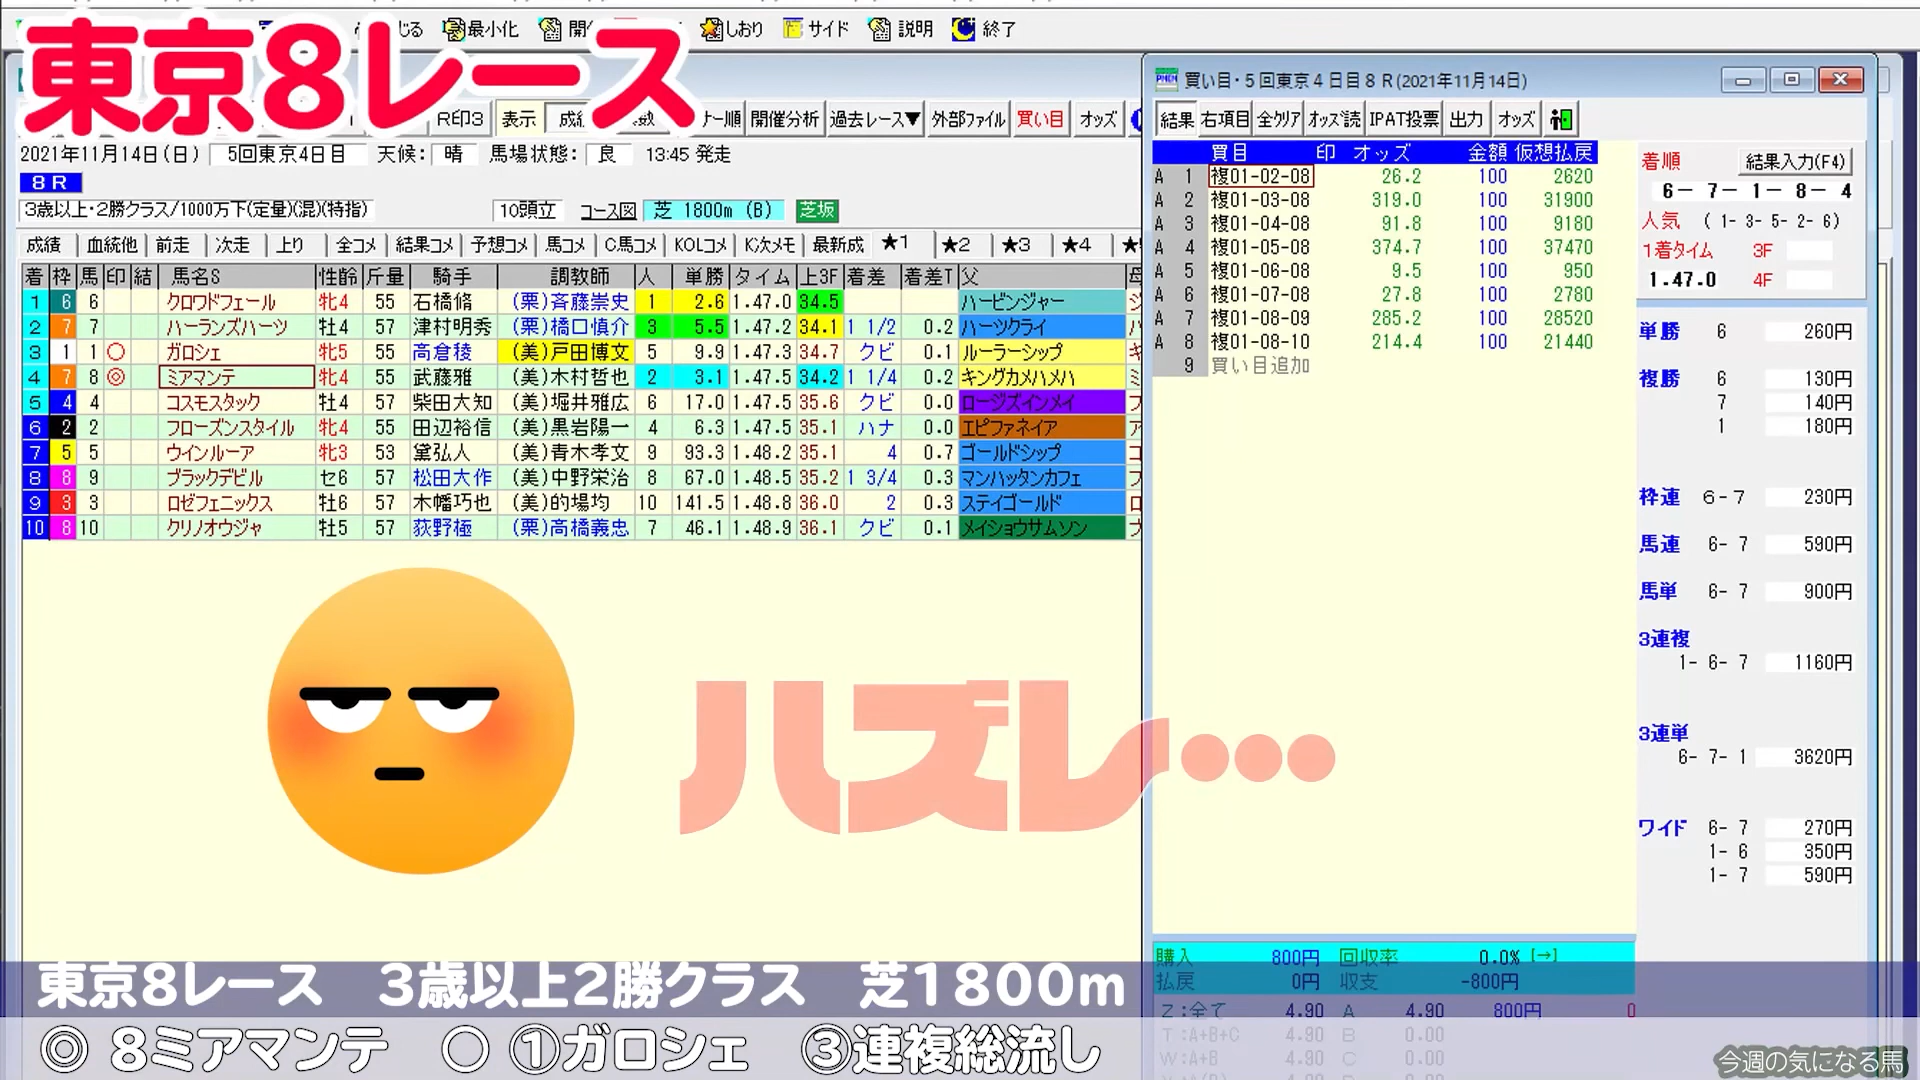 東京8レース
じる 最小化 開 しおり サイド 説明 終了
RE印3 表示 ナー順 開催分析 過去レース▼ 外部ファイル 買い目 オッズ
2021年11月14日(日) 5回東京4日目 天候: 晴 馬場状態: 良 13:45 発走
8R
3歳以上・2勝クラス/1000万下(定量)(混)(特指) 10頭立 コース図 芝 1800m (B) 芝坂
成績 血統他 前走 次走 上り 全コメ 結果コメ 予想コメ 馬コメ C馬コメ KOLコメ K次メモ 最新成 ★1 ★2 ★3 ★4
着 枠 馬 印 結 馬名S 性齢 斤量 騎手 調教師 人 単勝 タイム 上3F 着差 着差T 父
1 6 6 クロワドフェール 牝4 55 石橋脩 (栗)斉藤崇史 1 2.6 1.47.0 34.5 ハービンジャー
2 7 7 ハーランズハーツ 牡4 57 津村明秀 (栗)橋口慎介 3 5.5 1.47.2 34.1 1 1/2 0.2 ハーツクライ
3 1 1 ○ ガロシェ 牝5 55 高倉稜 (美)戸田博文 5 9.9 1.47.3 34.7 クビ 0.1 ルーラーシップ
4 7 8 ◎ ミアマンテ 牝4 55 武藤雅 (美)木村哲也 2 3.1 1.47.5 34.2 1 1/4 0.2 キングカメハメハ
5 4 4 コスモスタック 牡4 57 柴田大知 (美)堀井雅広 6 17.0 1.47.5 35.6 クビ 0.0 ロージズインメイ
6 2 2 フローズンスタイル 牝4 55 田辺裕信 (美)黒岩陽一 4 6.3 1.47.5 35.1 ハナ 0.0 エピファネイア
7 5 5 ウインルーア 牝3 53 黛弘人 (美)青木孝文 9 93.3 1.48.2 35.1 4 0.7 ゴールドシップ
8 8 9 ブラックデビル セ6 57 松田大作 (美)中野栄治 8 67.0 1.48.5 35.2 1 3/4 0.3 マンハッタンカフェ
9 3 3 ロゼフェニックス 牡6 57 木幡巧也 (美)的場均 10 141.5 1.48.8 36.0 2 0.3 ステイゴールド
10 8 10 クリノオウジャ 牡5 57 荻野極 (栗)高橋義忠 7 46.1 1.48.9 36.1 クビ 0.1 メイショウサムソン
買い目・5回東京4日目8R(2021年11月14日)
結果 右項目 全クリア オッズ読 IPAT投票 出力 オッズ
買目 印 オッズ 金額 仮想払戻
A 1 複01-02-08 26.2 100 2620
A 2 複01-03-08 319.0 100 31900
A 3 複01-04-08 91.8 100 9180
A 4 複01-05-08 374.7 100 37470
A 5 複01-06-08 9.5 100 950
A 6 複01-07-08 27.8 100 2780
A 7 複01-08-09 285.2 100 28520
A 8 複01-08-10 214.4 100 21440
9 買い目追加
着順 結果入力(F4)
6- 7- 1- 8- 4
人気 ( 1- 3- 5- 2- 6)
1着タイム 3F
1.47.0 4F
単勝 6 260円
複勝 6 130円
7 140円
1 180円
枠連 6-7 230円
馬連 6- 7 590円
馬単 6- 7 900円
3連複
1- 6- 7 1160円
3連単
6- 7- 1 3620円
ワイド 6- 7 270円
1- 6 350円
1- 7 590円
ハズレ…
購入 800円 回収率 0.0% [→]
払戻 0円 収支 -800円
Z:全て 4.90 A 4.90 800円 0
T:A+B+C 4.90 B 0.00
W:A+B 4.90 C 0.00
東京8レース 3歳以上2勝クラス 芝1800m
◎ 8ミアマンテ ○ ①ガロシェ ③連複総流し
今週の気になる馬